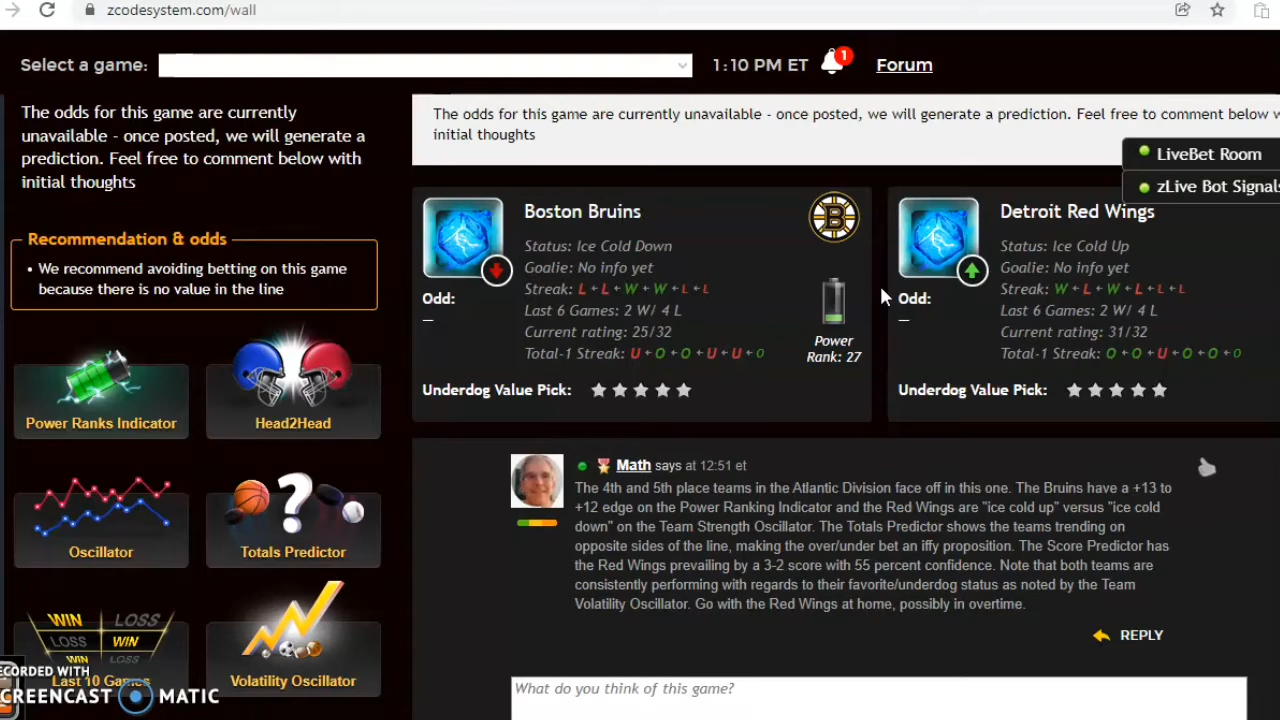 zcodesystem.com/wall
Select a game:
1:10 PM ET
1
Forum
The odds for this game are currently
unavailable - once posted, we will generate a
prediction. Feel free to comment below with
initial thoughts
Recommendation & odds
• We recommend avoiding betting on this game
because there is no value in the line
Power Ranks Indicator
Head2Head
Oscillator
Totals Predictor
?
WIN LOSS
LOSS WIN
WIN LOSS
Last 10 Games
Volatility Oscillator
RECORDED WITH
SCREENCAST MATIC
The odds for this game are currently unavailable - once posted, we will generate a prediction. Feel free to comment below
initial thoughts
LiveBet Room
zLive Bot Signals
Boston Bruins
B
Status: Ice Cold Down
Goalie: No info yet
Streak: L ← L ← W ← W ← L ← L
Odd:
—
Last 6 Games: 2 W/ 4 L
Current rating: 25/32
Total-1 Streak: U ← O ← O ← U ← U ← O
Power
Rank: 27
Underdog Value Pick:
Detroit Red Wings
Status: Ice Cold Up
Goalie: No info yet
Streak: W ← L ← W ← L ← L ← L
Odd:
—
Last 6 Games: 2 W/ 4 L
Current rating: 31/32
Total-1 Streak: O ← O ← U ← O ← O ← O
Underdog Value Pick:
Math says at 12:51 et
The 4th and 5th place teams in the Atlantic Division face off in this one. The Bruins have a +13 to
+12 edge on the Power Ranking Indicator and the Red Wings are "ice cold up" versus "ice cold
down" on the Team Strength Oscillator. The Totals Predictor shows the teams trending on
opposite sides of the line, making the over/under bet an iffy proposition. The Score Predictor has
the Red Wings prevailing by a 3-2 score with 55 percent confidence. Note that both teams are
consistently performing with regards to their favorite/underdog status as noted by the Team
Volatility Oscillator. Go with the Red Wings at home, possibly in overtime.
REPLY
What do you think of this game?